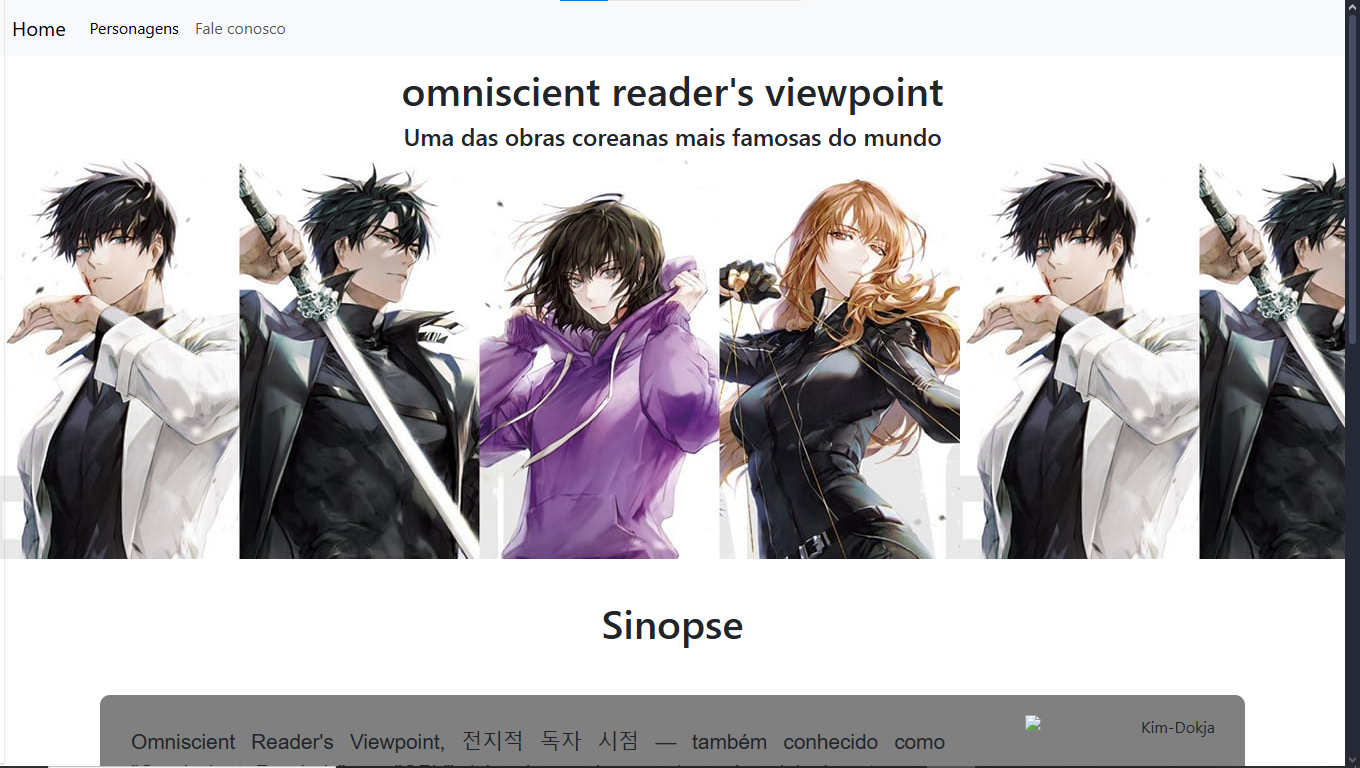 Home Personagens Fale conosco
omniscient reader's viewpoint
Uma das obras coreanas mais famosas do mundo
Sinopse
Omniscient Reader's Viewpoint, 전지적 독자 시점 — também conhecido como
Kim-Dokja